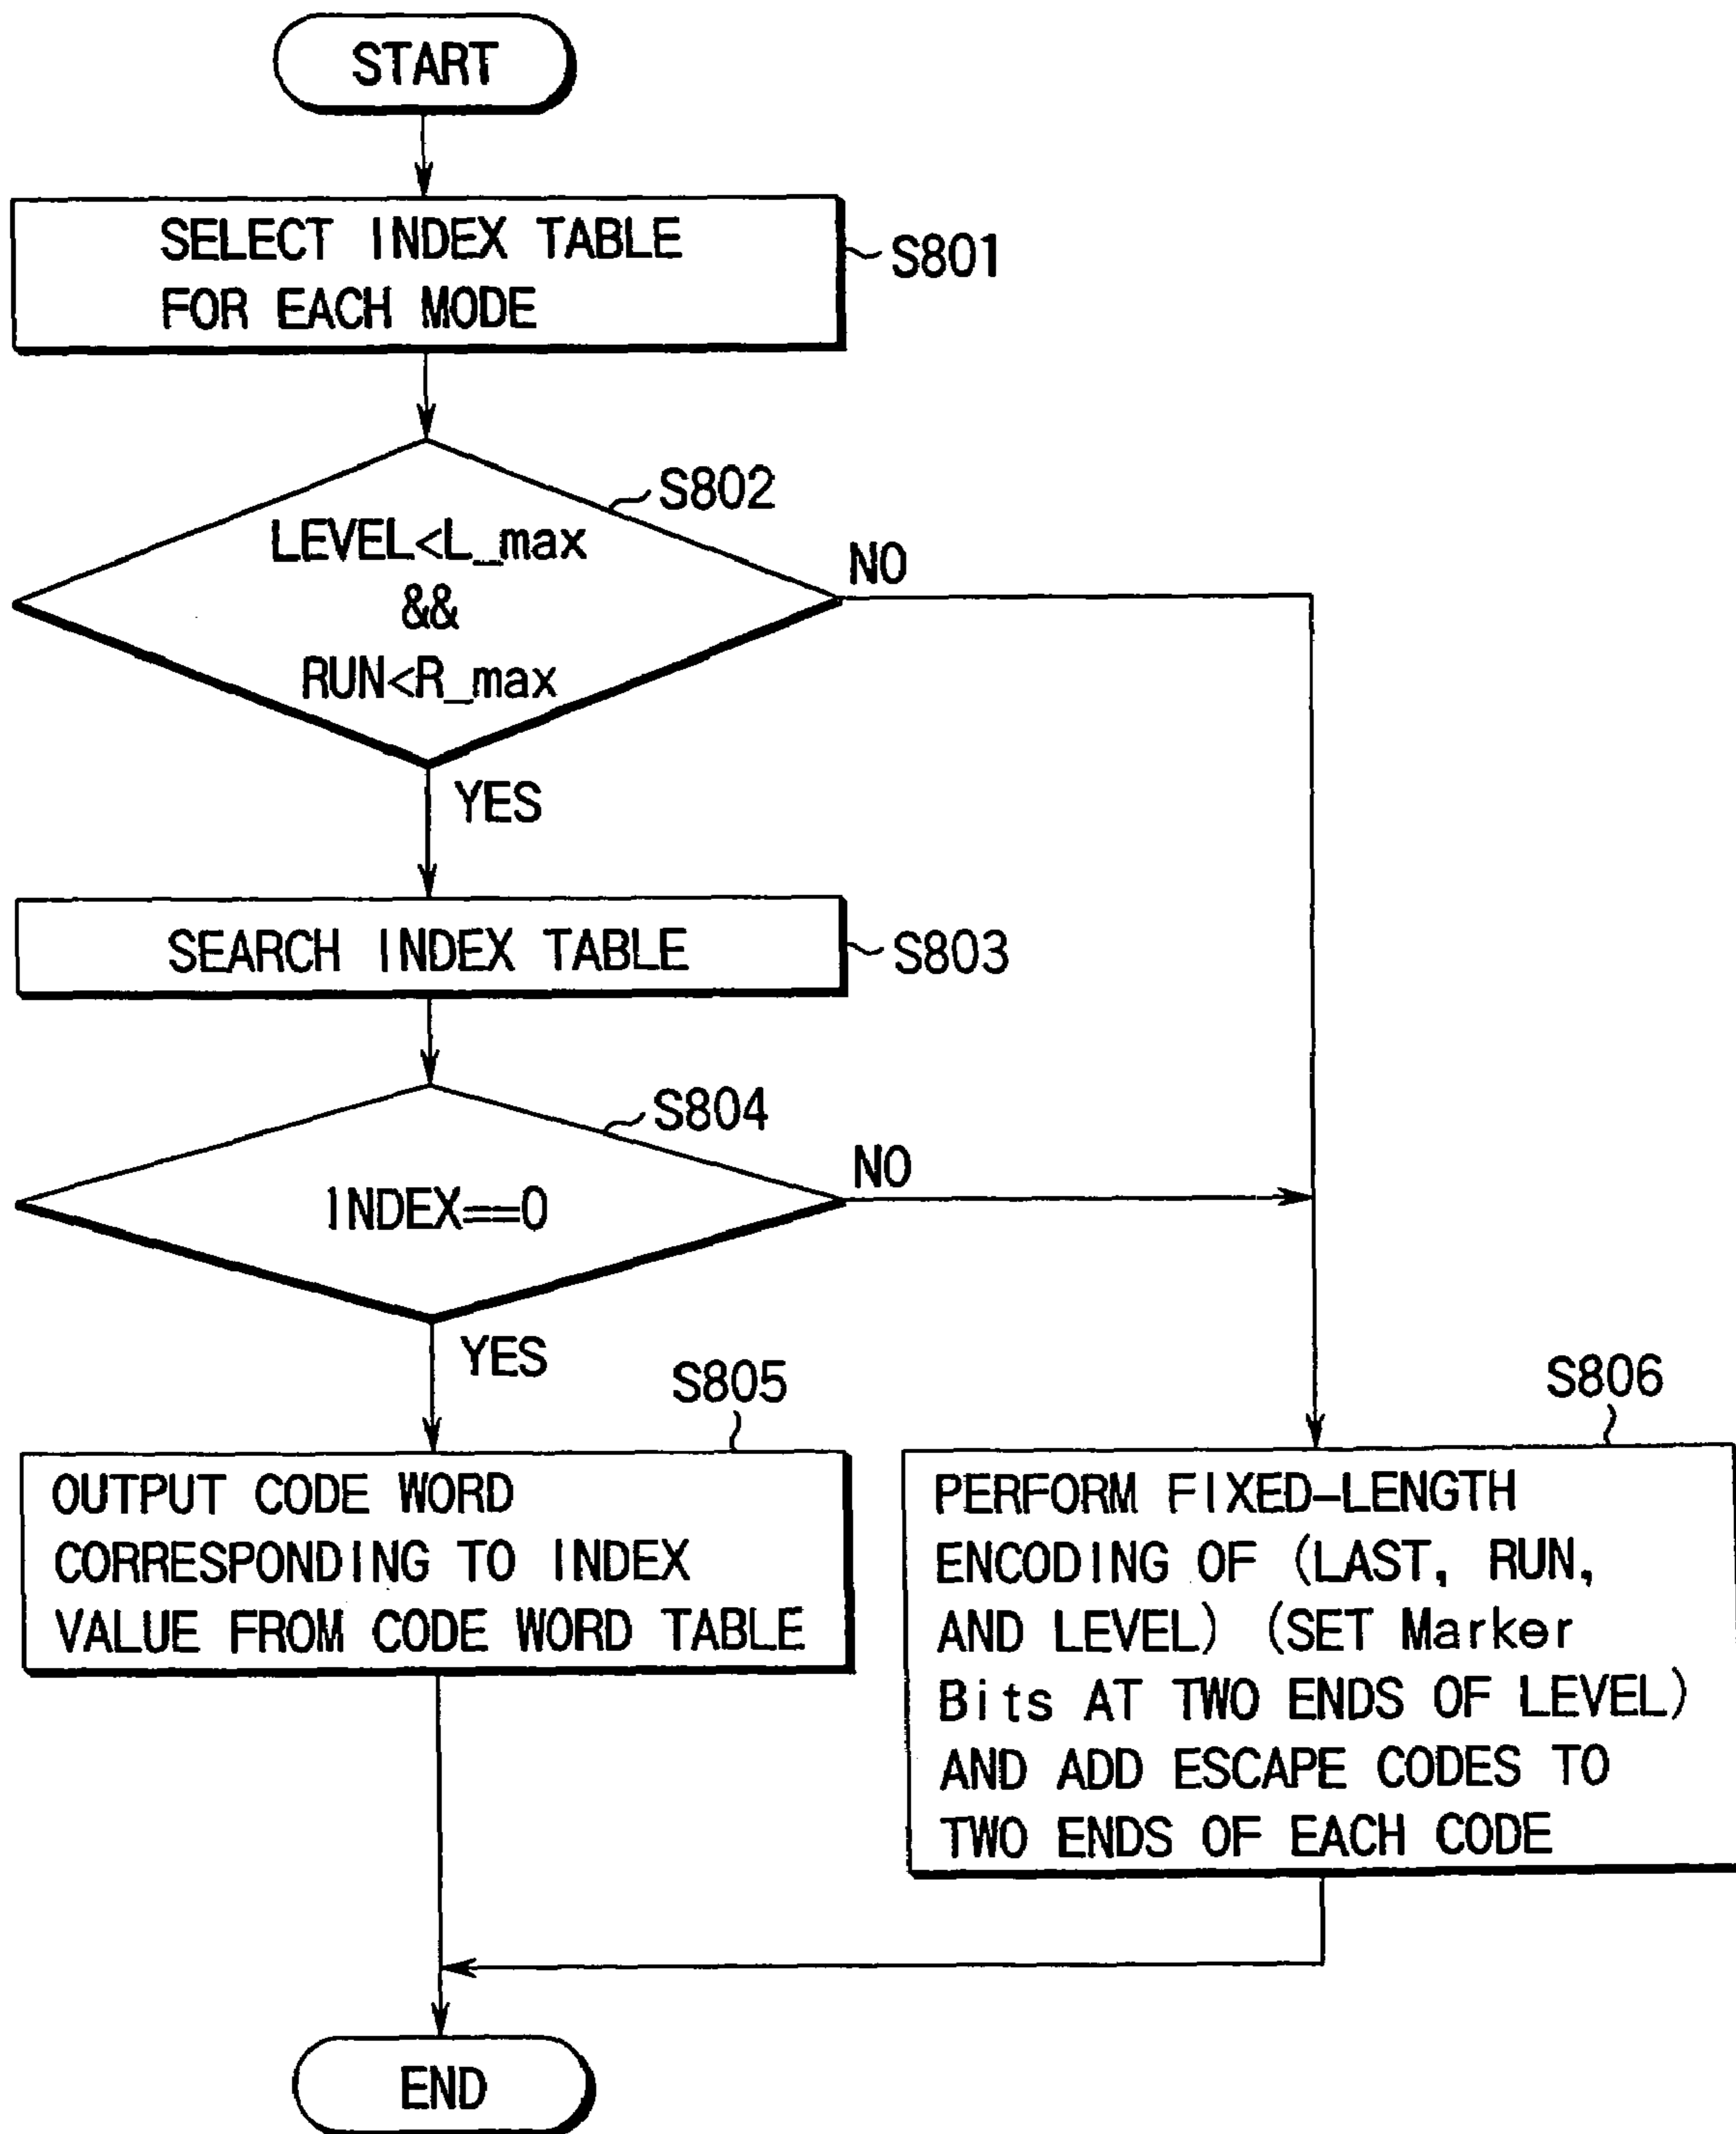 START
SELECT INDEX TABLE
FOR EACH MODE
S801
S802
LEVEL<L_max
&&
RUN<R_max
NO
YES
SEARCH INDEX TABLE
S803
S804
INDEX==0
NO
YES
S805
OUTPUT CODE WORD
CORRESPONDING TO INDEX
VALUE FROM CODE WORD TABLE
S806
PERFORM FIXED-LENGTH
ENCODING OF (LAST, RUN,
AND LEVEL) (SET Marker
Bits AT TWO ENDS OF LEVEL)
AND ADD ESCAPE CODES TO
TWO ENDS OF EACH CODE
END